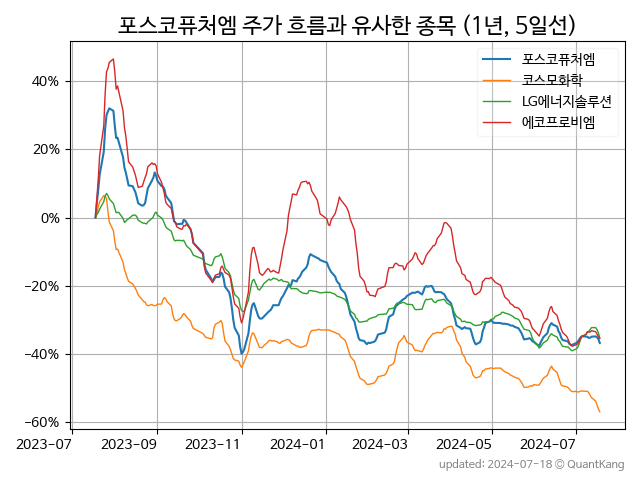 포스코퓨처엠 주가 흐름과 유사한 종목 (1년, 5일선)
포스코퓨처엠
코스모화학
LG에너지솔루션
에코프로비엠
40%
20%
0%
−20%
−40%
−60%
2023-07 2023-09 2023-11 2024-01 2024-03 2024-05 2024-07
updated: 2024-07-18 © QuantKang